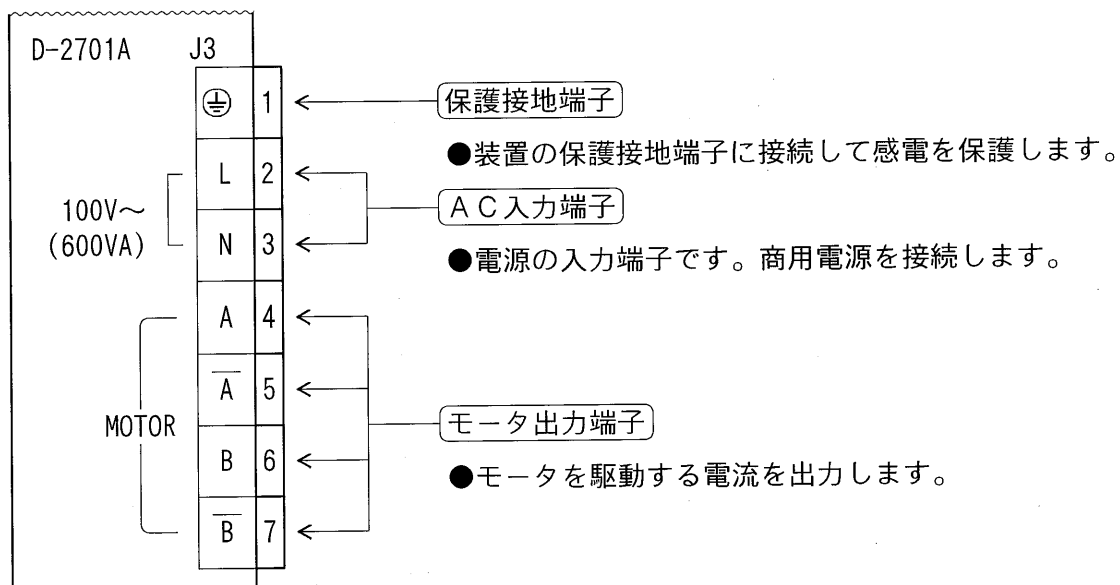 D-2701A J3
⏚ 1
保護接地端子
●装置の保護接地端子に接続して感電を保護します。
L 2
100V～
(600VA)
AC入力端子
N 3
●電源の入力端子です。商用電源を接続します。
A 4
A̅ 5
MOTOR
モータ出力端子
B 6
●モータを駆動する電流を出力します。
B̅ 7